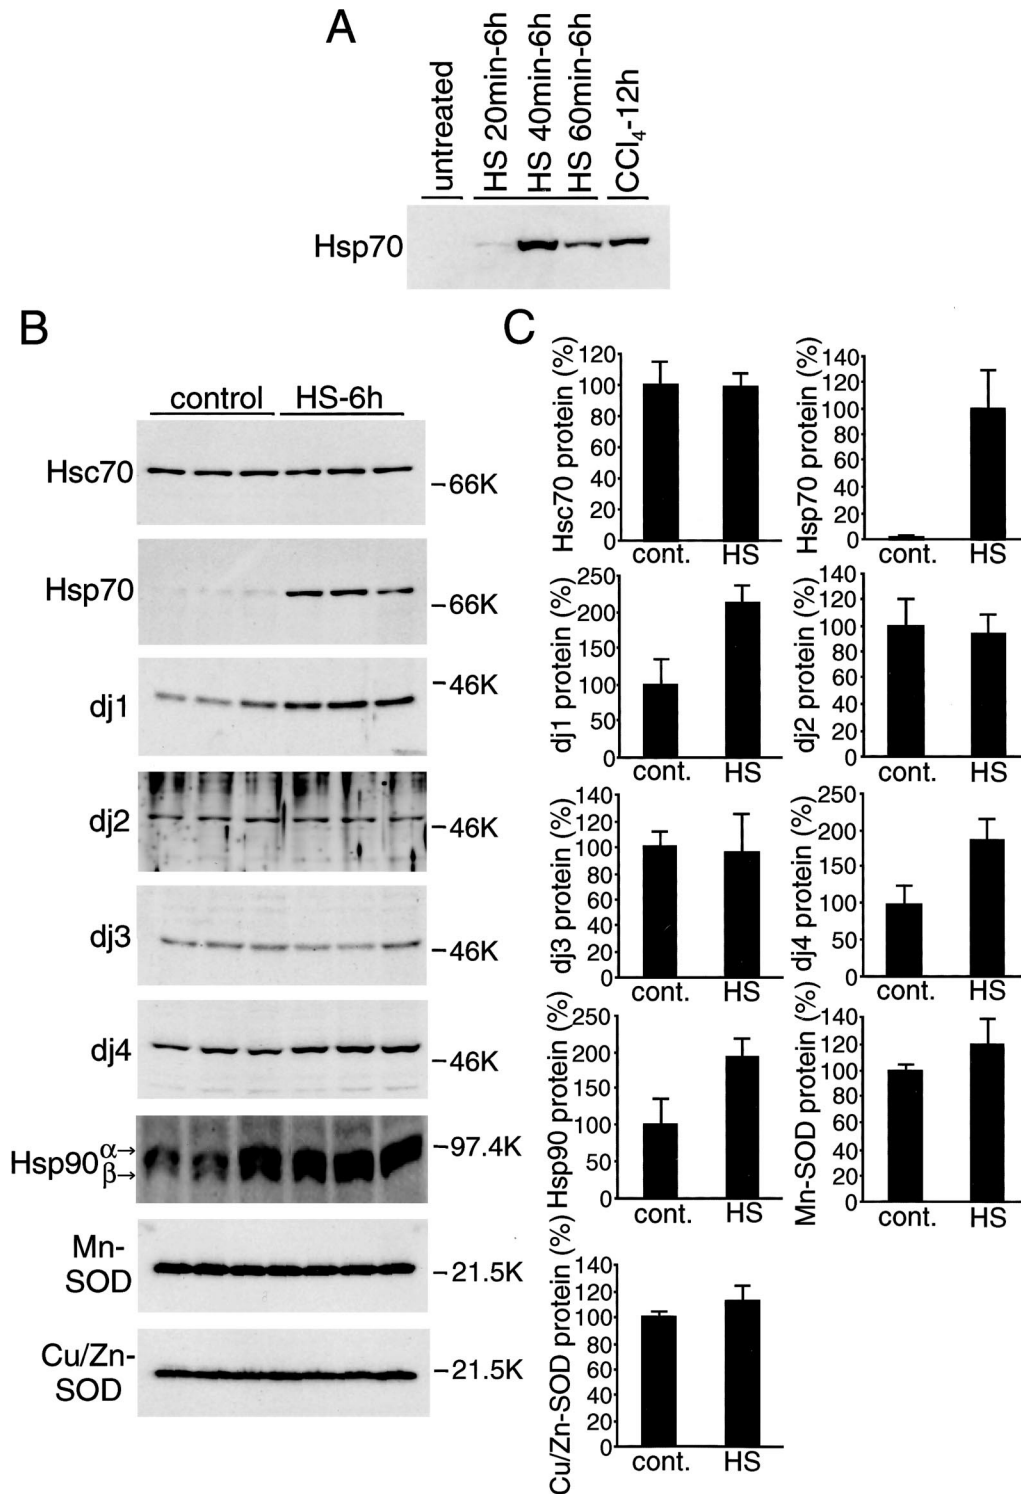 A
untreated
HS 20min-6h
HS 40min-6h
HS 60min-6h
CCl₄-12h
Hsp70
B
control HS-6h
Hsc70
-66K
Hsp70
-66K
dj1
-46K
dj2
-46K
dj3
-46K
dj4
-46K
Hsp90 α→
β→
-97.4K
Mn-
SOD
-21.5K
Cu/Zn-
SOD
-21.5K
C
Hsc70 protein (%)
120
100
80
60
40
20
0
cont. HS
Hsp70 protein (%)
140
120
100
80
60
40
20
0
cont. HS
dj1 protein (%)
250
200
150
100
50
0
cont. HS
dj2 protein (%)
140
120
100
80
60
40
20
0
cont. HS
dj3 protein (%)
140
120
100
80
60
40
20
0
cont. HS
dj4 protein (%)
250
200
150
100
50
0
cont. HS
Hsp90 protein (%)
250
200
150
100
50
0
cont. HS
Mn-SOD protein (%)
140
120
100
80
60
40
20
0
cont. HS
Cu/Zn-SOD protein (%)
140
120
100
80
60
40
20
0
cont. HS